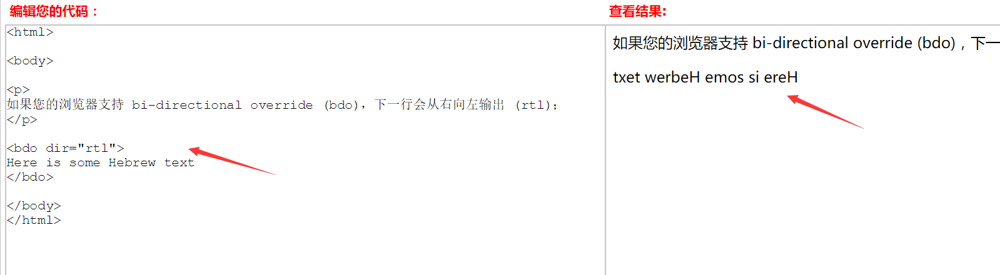 编辑您的代码：
查看结果:
<html>
<body>
<p>
如果您的浏览器支持 bi-directional override (bdo)，下一行会从右向左输出 (rtl)；
</p>
<bdo dir="rtl">
Here is some Hebrew text
</bdo>
</body>
</html>
如果您的浏览器支持 bi-directional override (bdo)，下一
txet werbeH emos si ereH